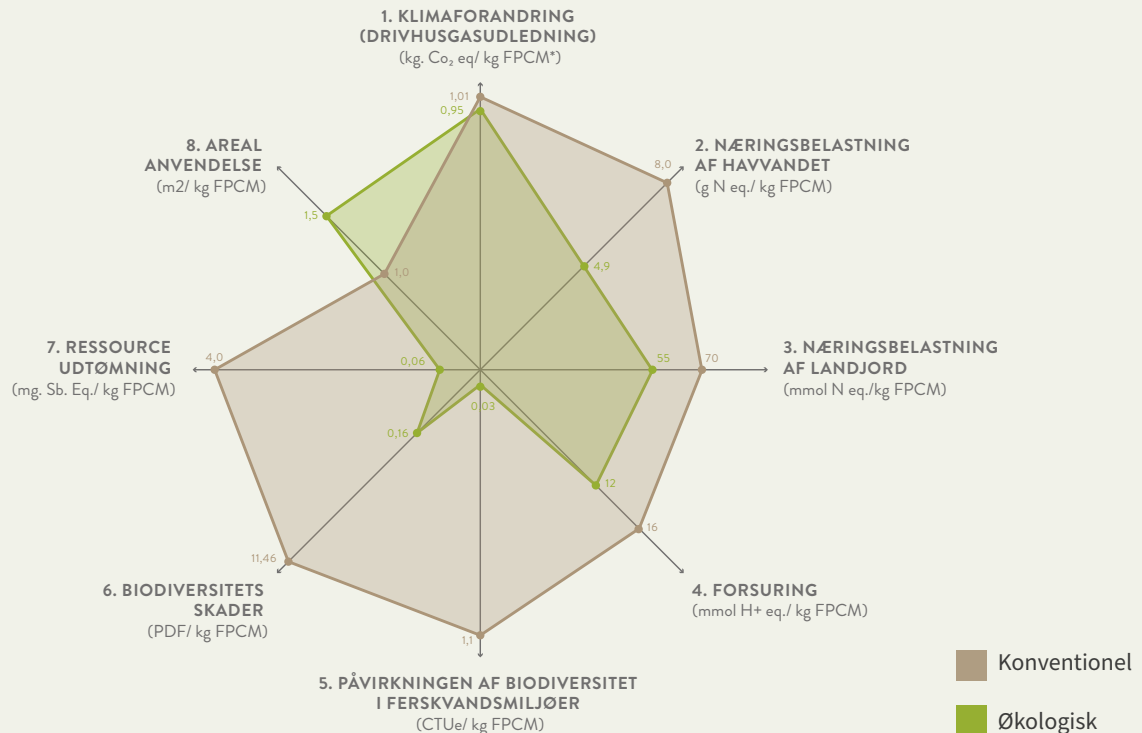 1. KLIMAFORANDRING
(DRIVHUSGASUDLEDNING)
(kg. Co₂ eq/ kg FPCM*)
1,01
0,95
8. AREAL
ANVENDELSE
(m2/ kg FPCM)
2. NÆRINGSBELASTNING
AF HAVVANDET
(g N eq./ kg FPCM)
8,0
1,5
1,0
4,9
7. RESSOURCE
UDTØMNING
(mg. Sb. Eq./ kg FPCM)
4,0
0,06
55
70
3. NÆRINGSBELASTNING
AF LANDJORD
(mmol N eq./kg FPCM)
0,03
0,16
12
16
11,46
6. BIODIVERSITETS
SKADER
(PDF/ kg FPCM)
4. FORSURING
(mmol H+ eq./ kg FPCM)
1,1
5. PÅVIRKNINGEN AF BIODIVERSITET
I FERSKVANDSMILJØER
(CTUe/ kg FPCM)
Konventionel
Økologisk